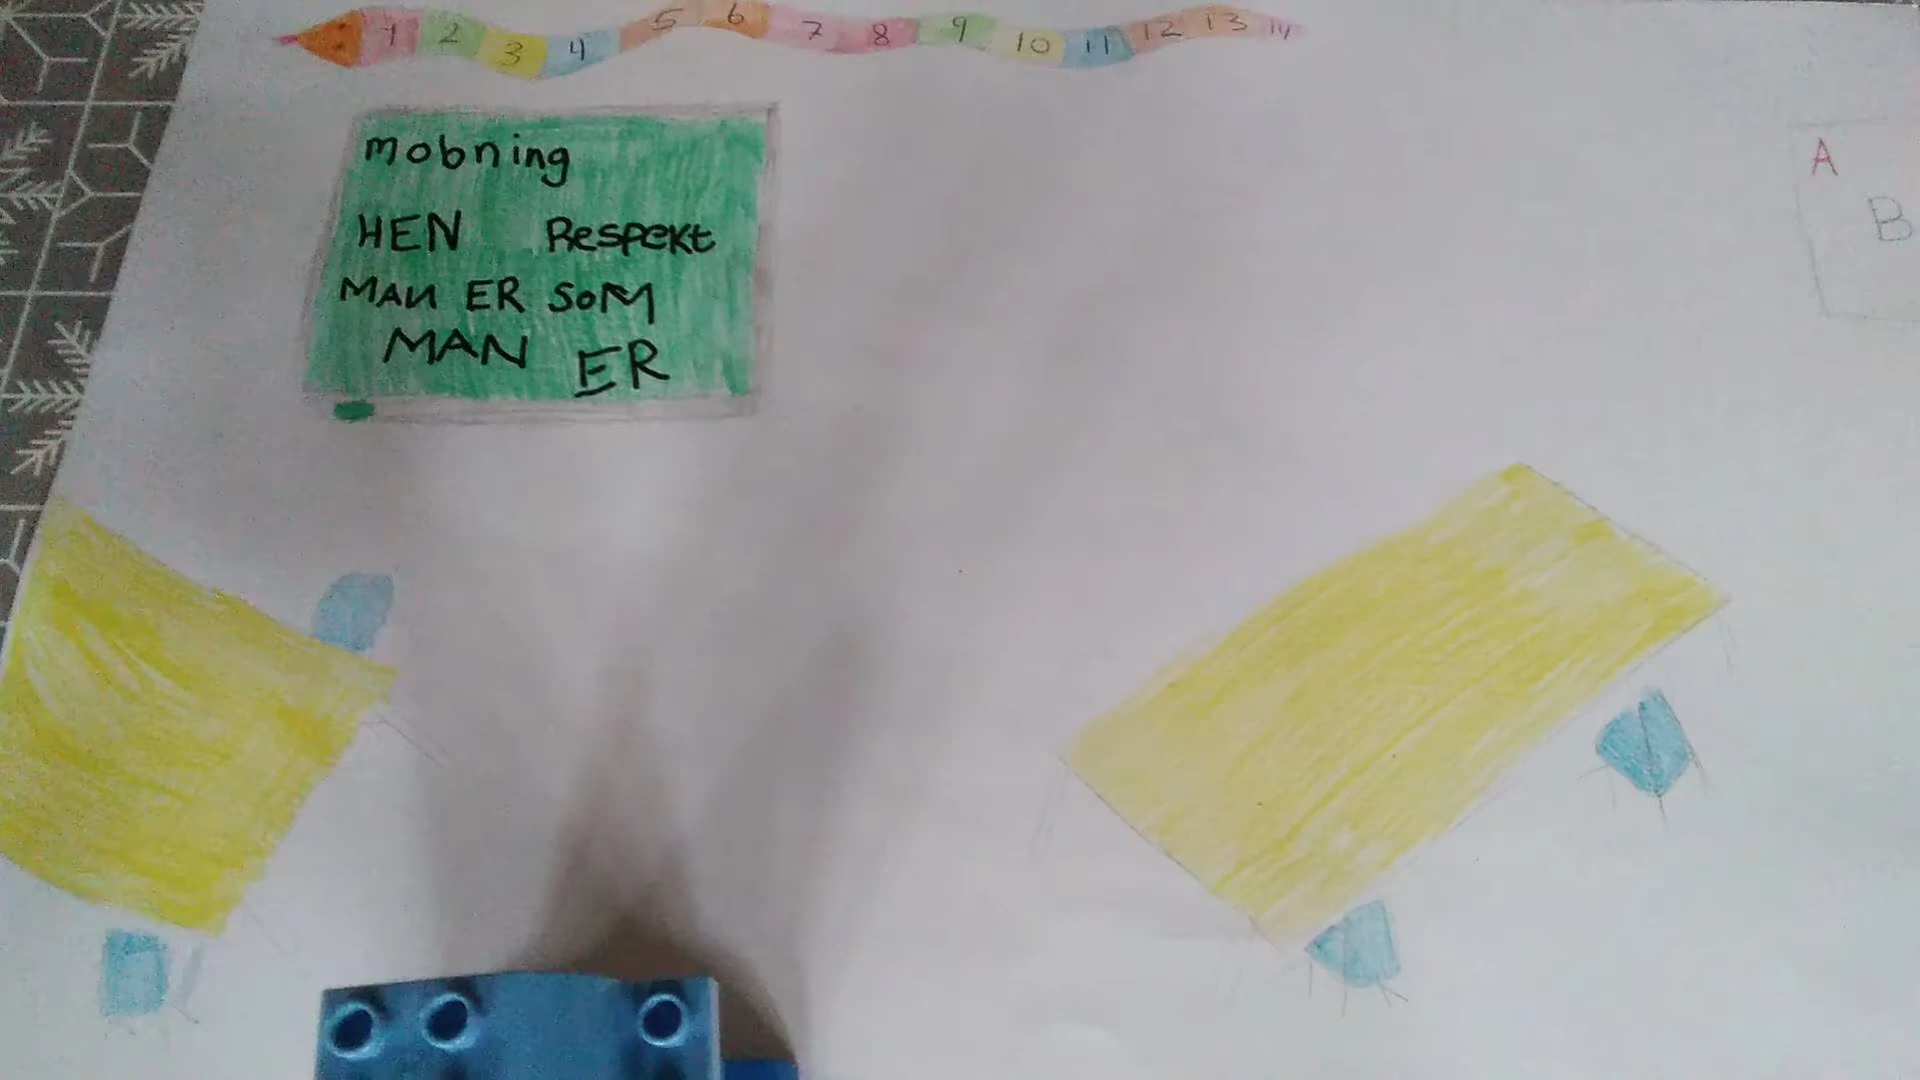 1 2 3 4 5 6 7 8 9 10 11 12 13 14
mobning
HEN Respekt
MAN ER SOM
MAN ER
A
B